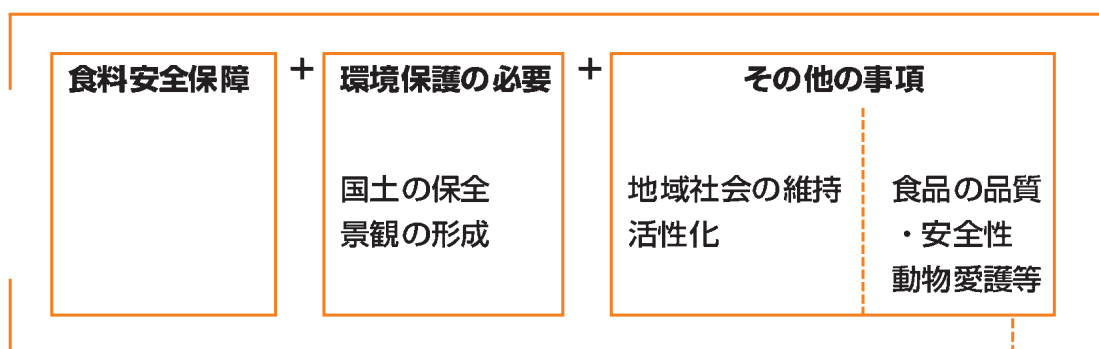 食料安全保障
+
環境保護の必要
国土の保全
景観の形成
+
その他の事項
地域社会の維持
活性化
食品の品質
・安全性
動物愛護等